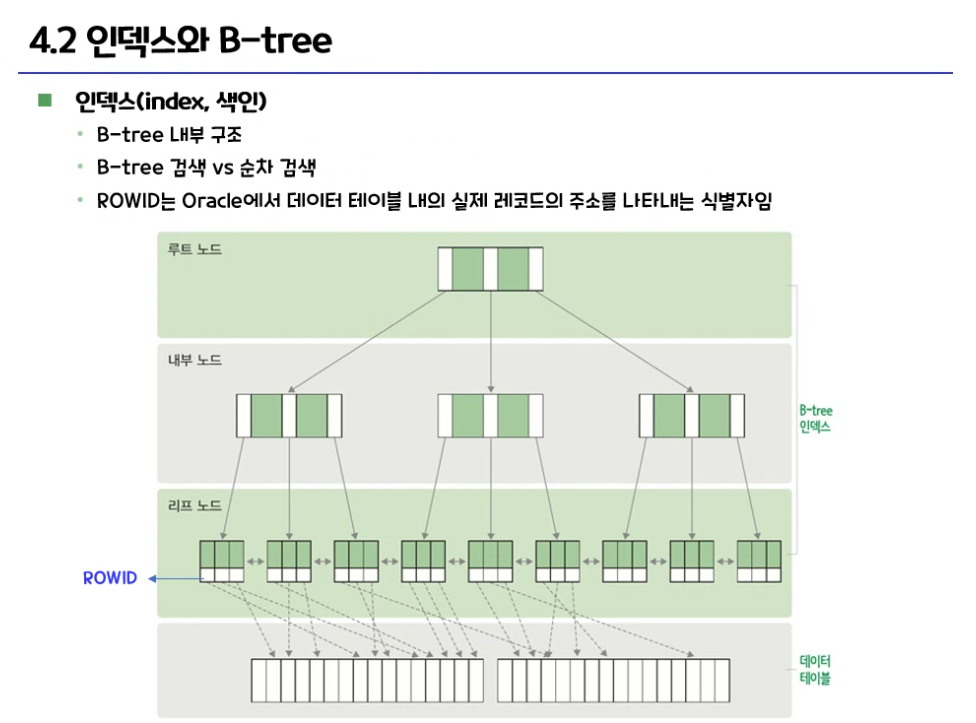 4.2 인덱스와 B-tree
인덱스(index, 색인)
B-tree 내부 구조
B-tree 검색 vs 순차 검색
ROWID는 Oracle에서 데이터 테이블 내의 실제 레코드의 주소를 나타내는 식별자임
루트 노드
내부 노드
B-tree
인덱스
리프 노드
ROWID
데이터
테이블